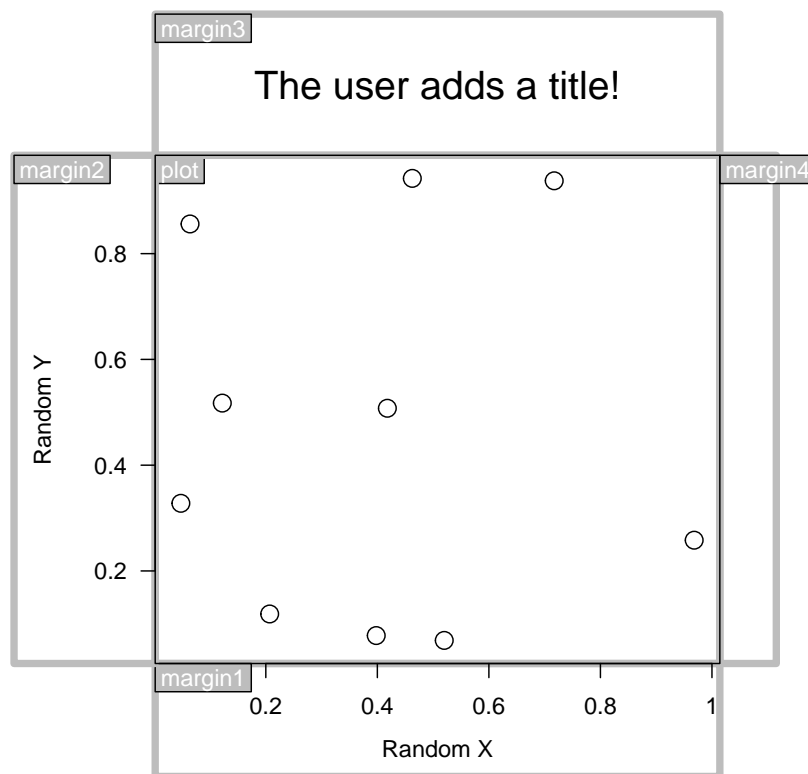 margin3
The user adds a title!
margin2
plot
margin4
0.8
0.6
0.4
0.2
Random Y
margin1
0.2 0.4 0.6 0.8 1
Random X